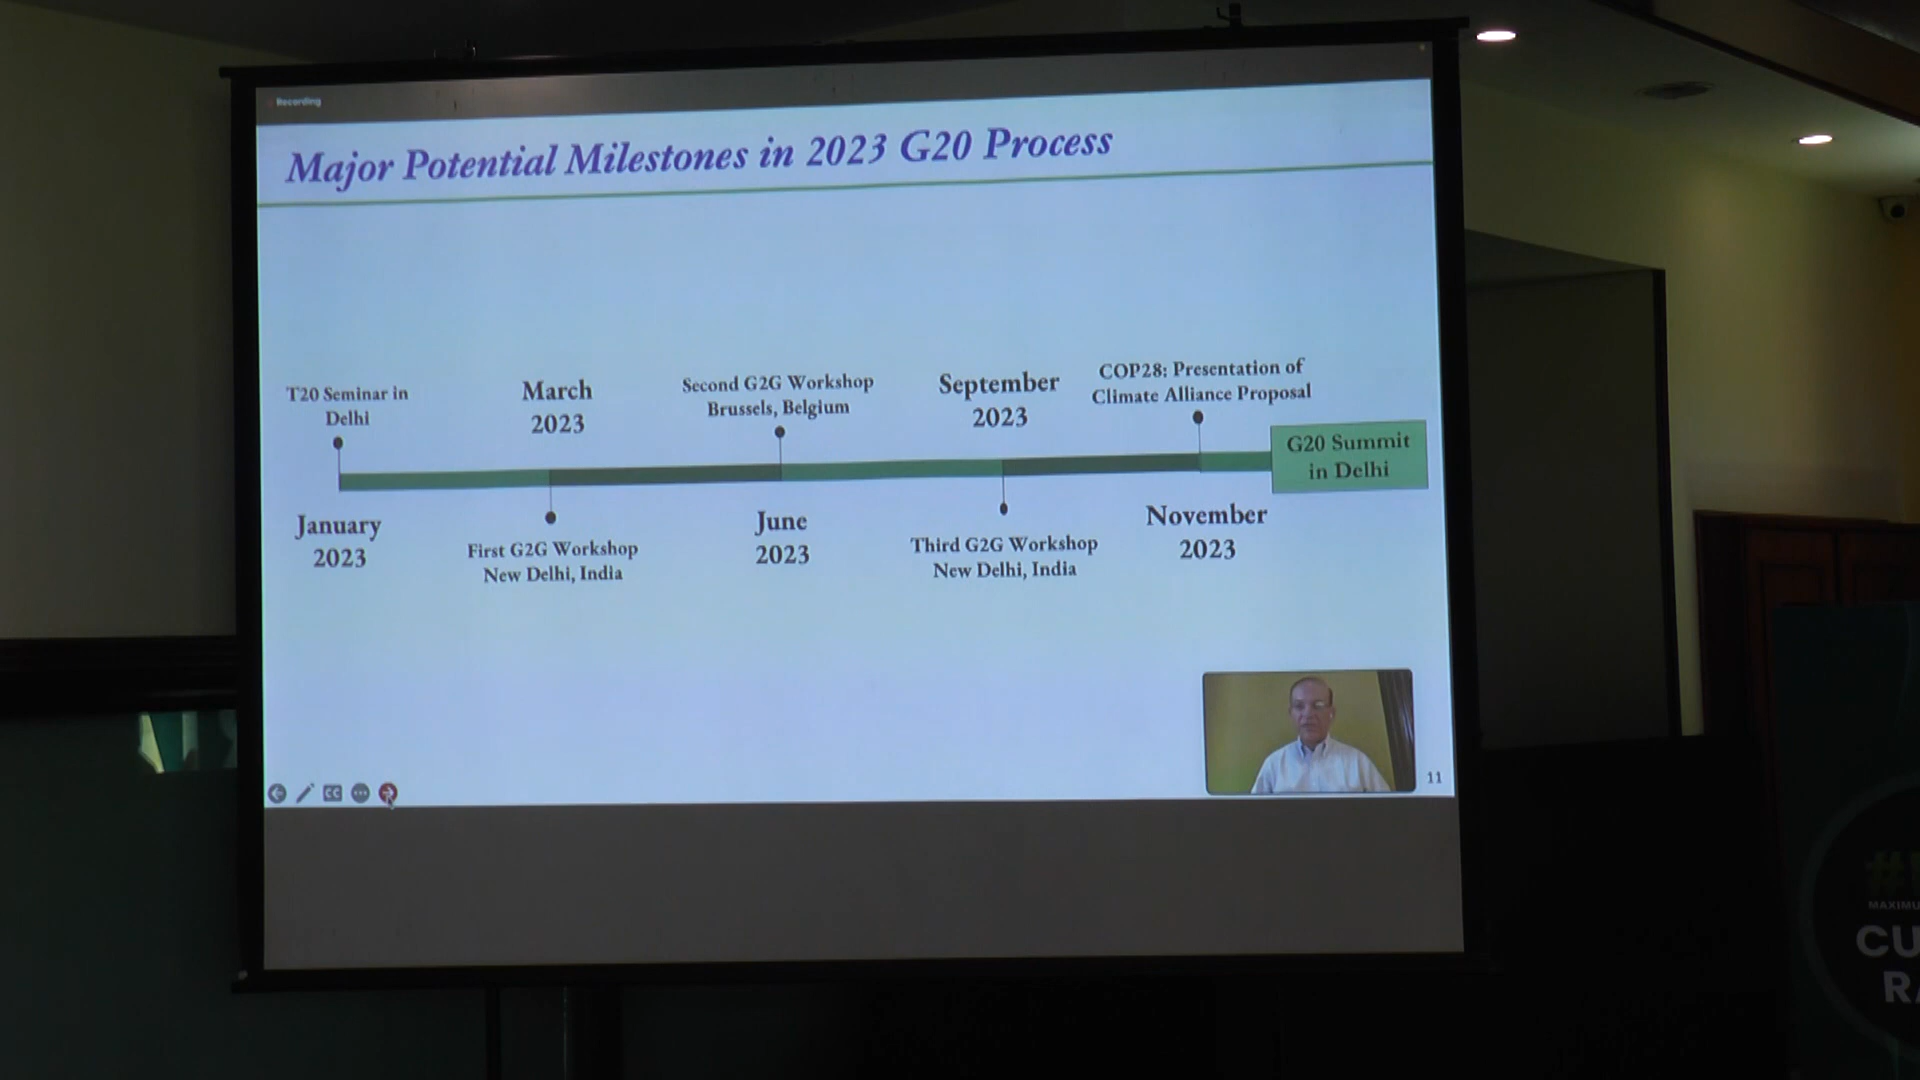 Recording
Major Potential Milestones in 2023 G20 Process
T20 Seminar in
Delhi
January
2023
March
2023
First G2G Workshop
New Delhi, India
Second G2G Workshop
Brussels, Belgium
June
2023
September
2023
Third G2G Workshop
New Delhi, India
COP28: Presentation of
Climate Alliance Proposal
November
2023
G20 Summit
in Delhi
CC
11